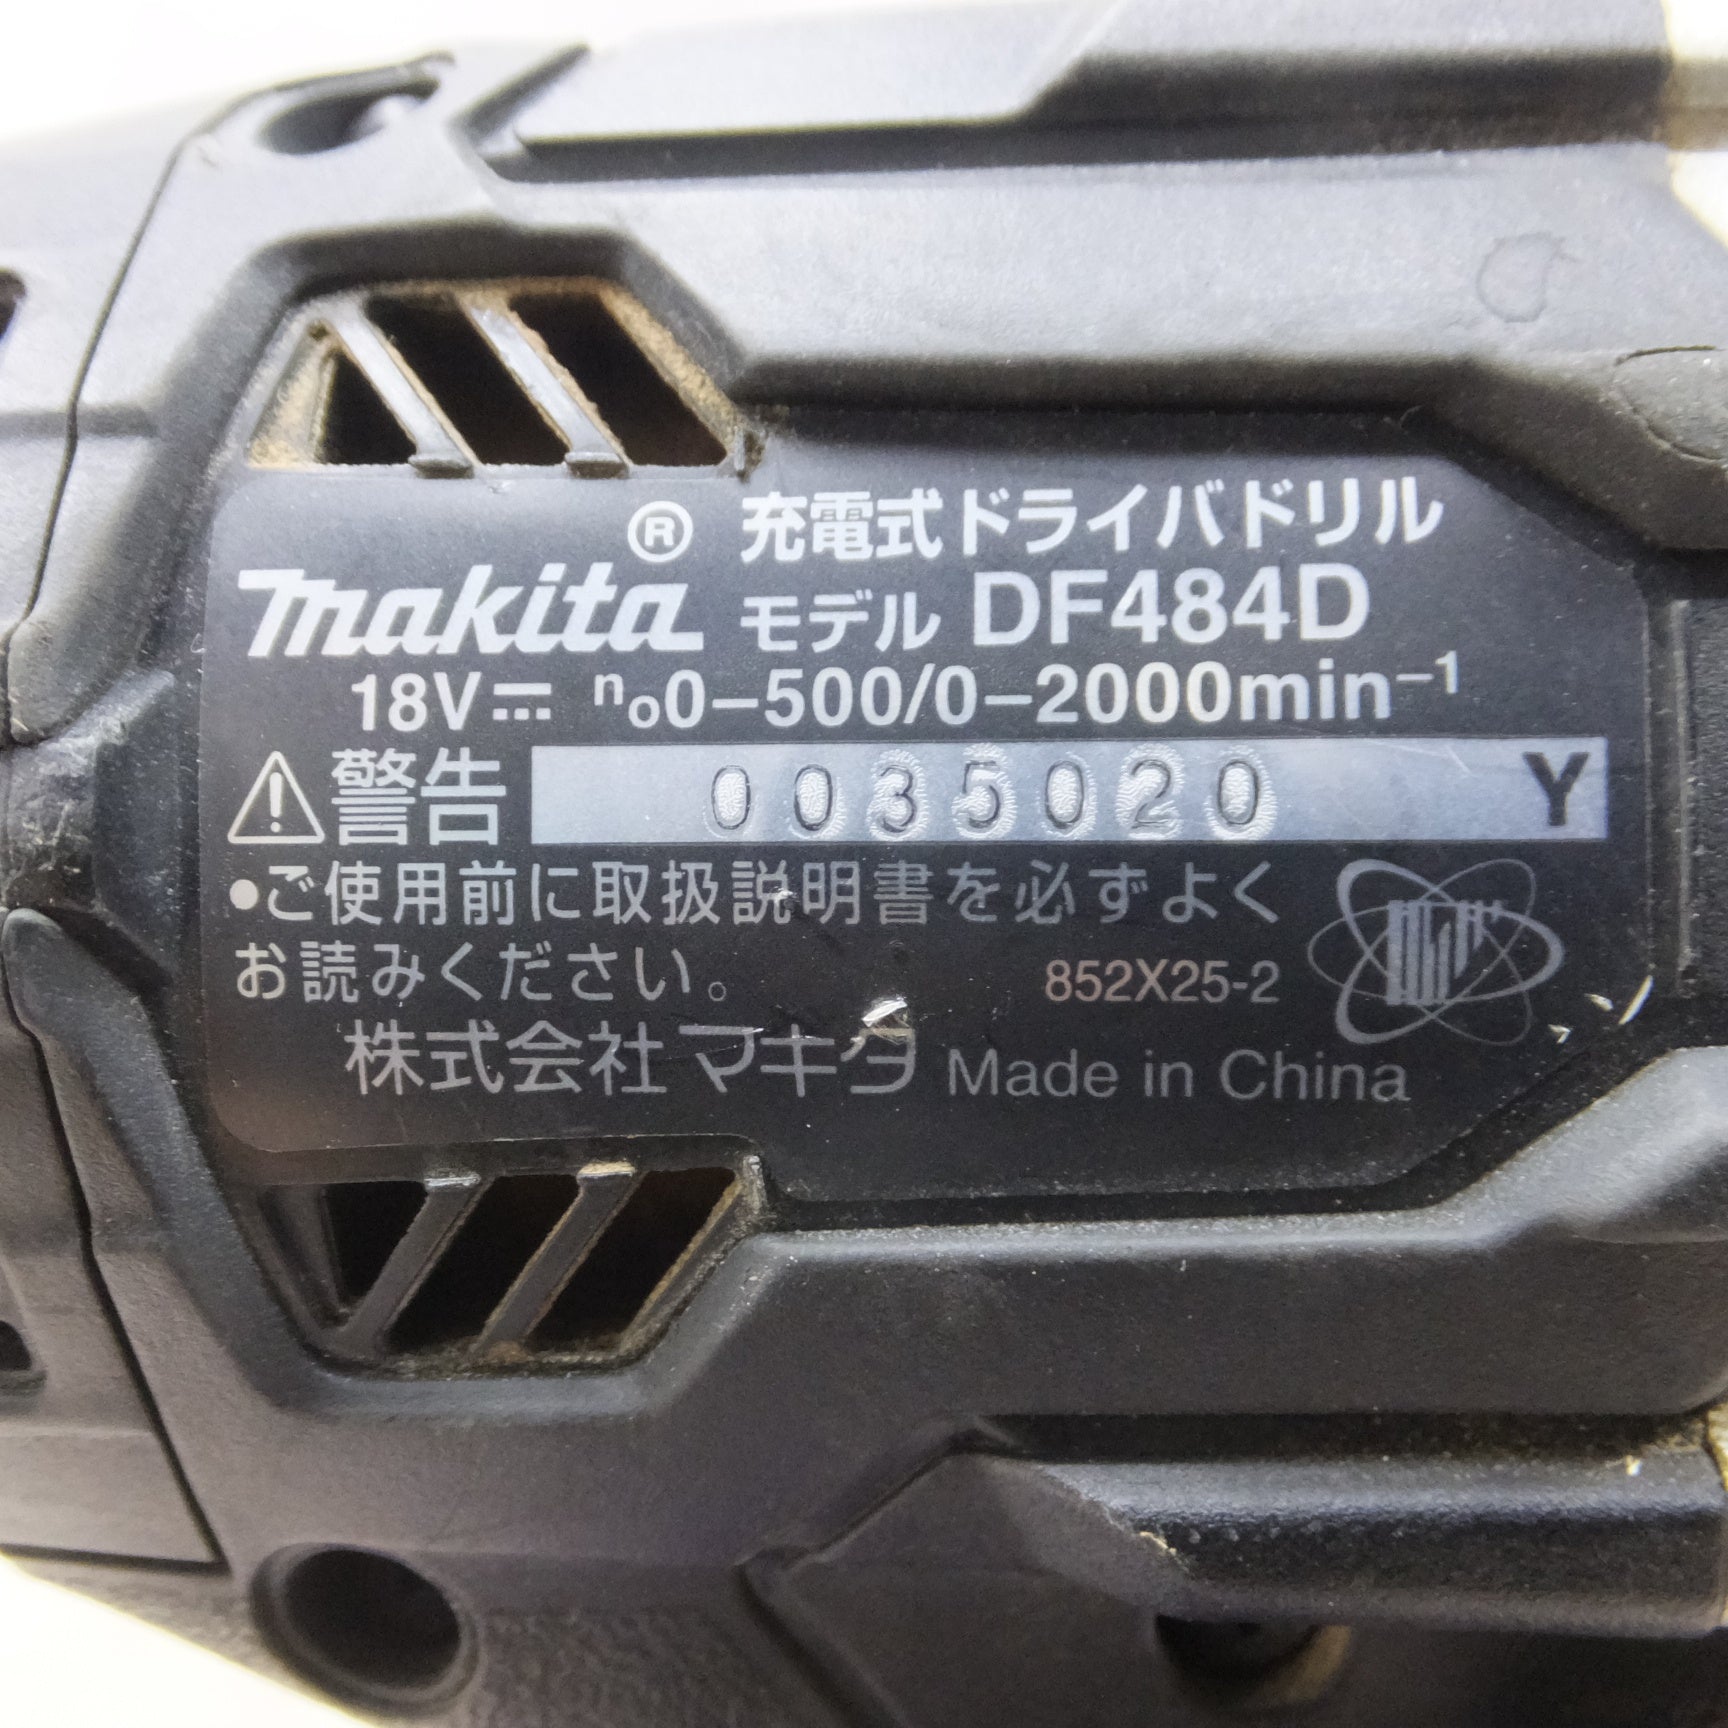 充電式ドライバドリル
makita® モデル DF484D
18V⎓ n₀0–500/0–2000min⁻¹
⚠警告 0035020 Y
●ご使用前に取扱説明書を必ずよく
お読みください。 852X25-2
株式会社マキタ Made in China